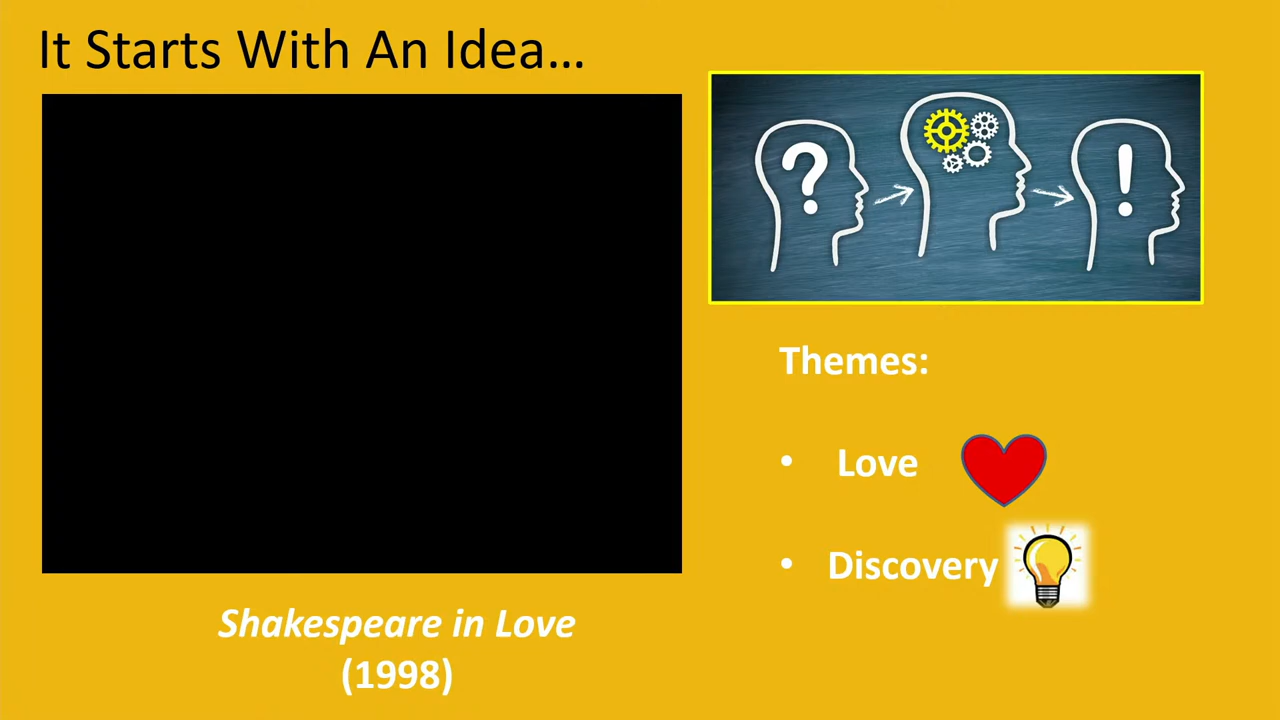 It Starts With An Idea…
?
!
Themes:
• Love
• Discovery
Shakespeare in Love
(1998)